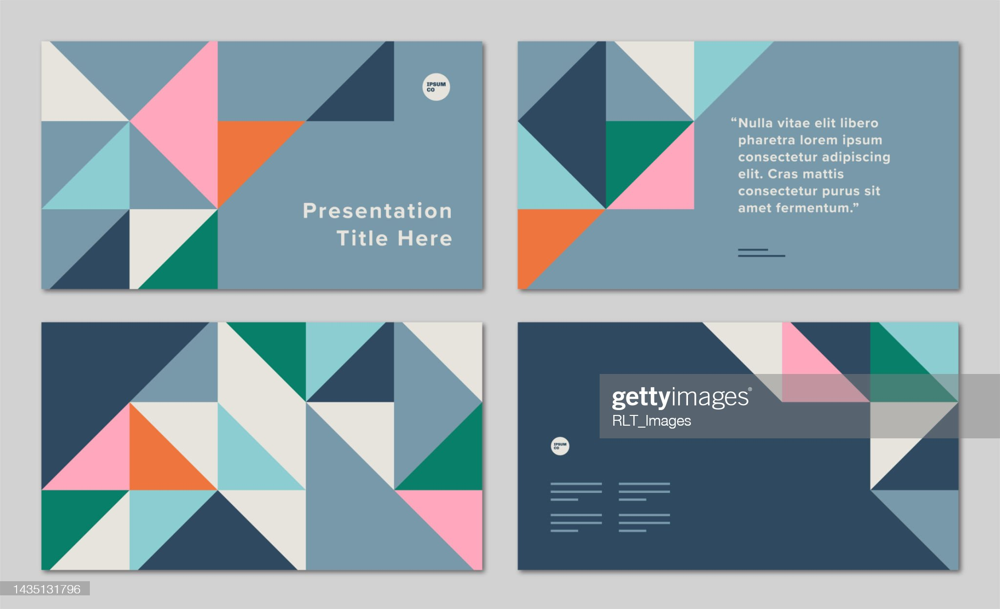 IPSUM
CO
Presentation
Title Here
“Nulla vitae elit libero
pharetra lorem ipsum
consectetur adipiscing
elit. Cras mattis
consectetur purus sit
amet fermentum.”
gettyimages®
RLT_Images
IPSUM
CO
1435131796